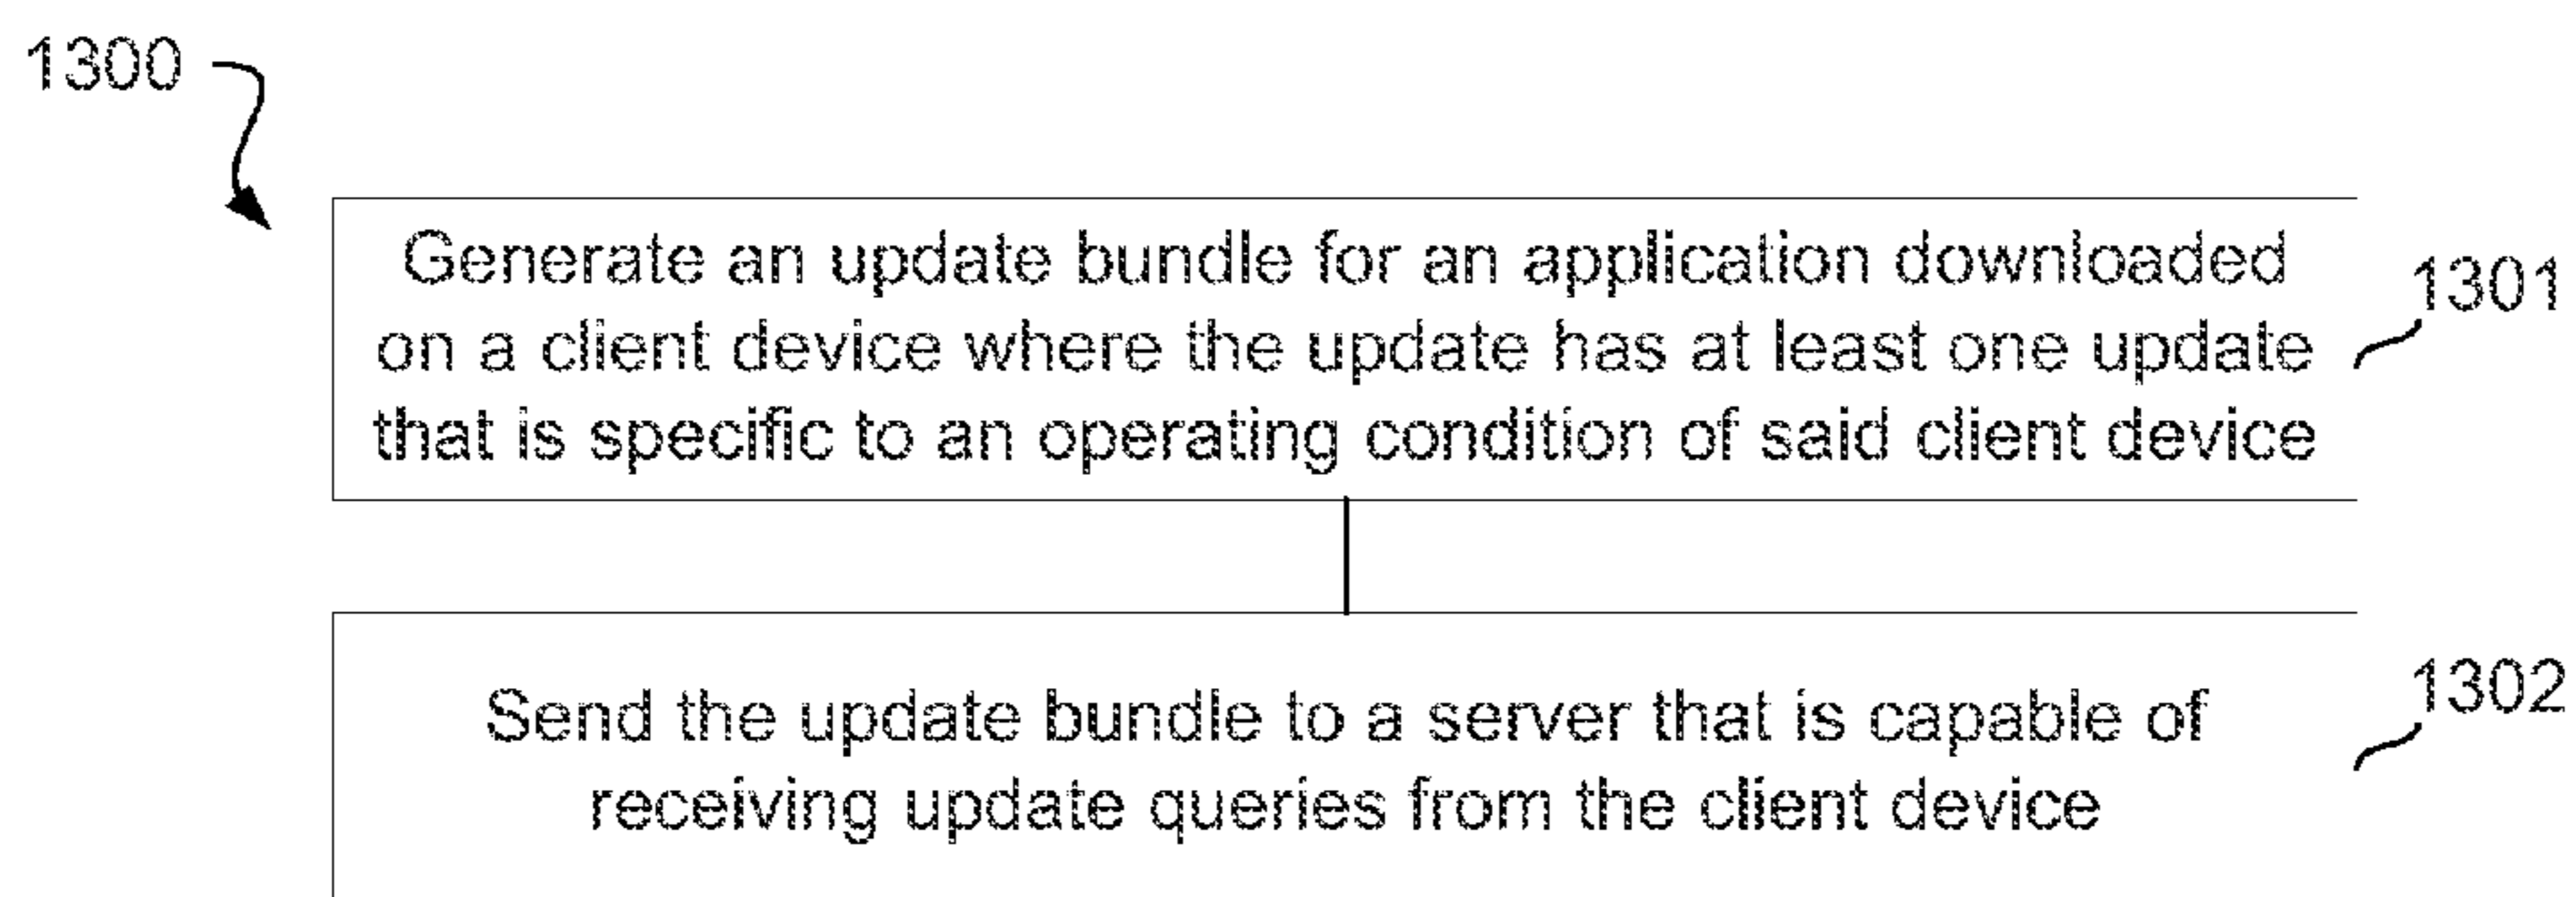 1300
Generate an update bundle for an application downloaded
on a client device where the update has at least one update
that is specific to an operating condition of said client device
1301
Send the update bundle to a server that is capable of
receiving update queries from the client device
1302